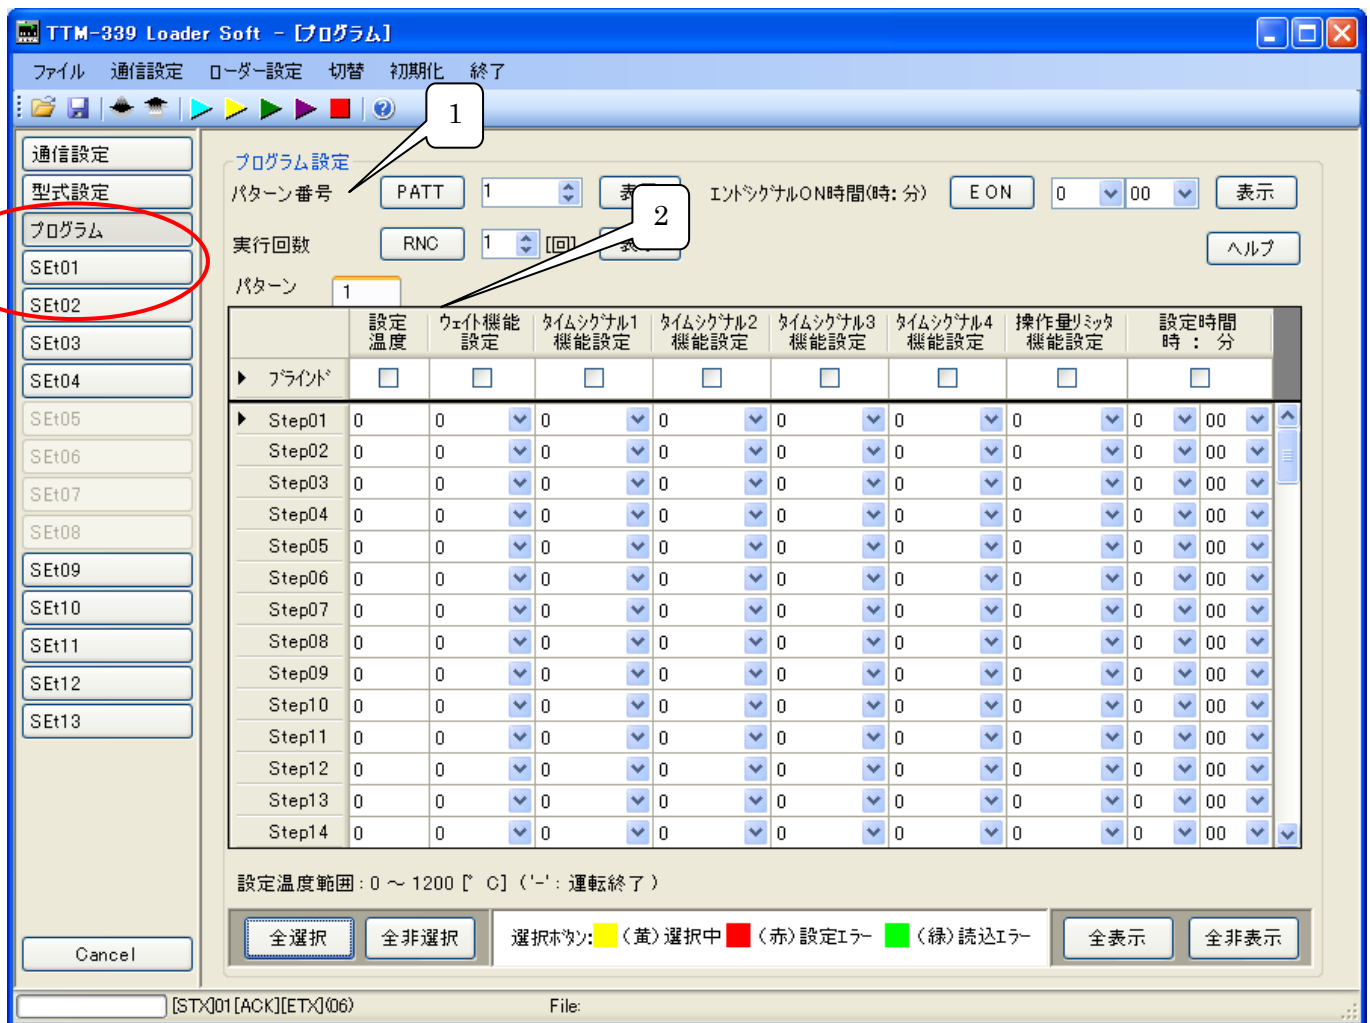 TTM-339 Loader Soft - [プログラム]
ファイル 通信設定 ローダー設定 切替 初期化 終了
1
通信設定
型式設定
プログラム
SEt01
SEt02
SEt03
SEt04
SEt05
SEt06
SEt07
SEt08
SEt09
SEt10
SEt11
SEt12
SEt13
Cancel
プログラム設定
パターン番号 PATT 1 エンドシグナルON時間(時:分) E ON 0 00 表示
2
実行回数 RNC 1 [回] ヘルプ
パターン 1
設定温度 ウェイト機能設定 タイムシグナル1機能設定 タイムシグナル2機能設定 タイムシグナル3機能設定 タイムシグナル4機能設定 操作量リミッタ機能設定 設定時間 時 : 分
ブラインド
Step01 0 0 0 0 0 0 0 0 00
Step02 0 0 0 0 0 0 0 0 00
Step03 0 0 0 0 0 0 0 0 00
Step04 0 0 0 0 0 0 0 0 00
Step05 0 0 0 0 0 0 0 0 00
Step06 0 0 0 0 0 0 0 0 00
Step07 0 0 0 0 0 0 0 0 00
Step08 0 0 0 0 0 0 0 0 00
Step09 0 0 0 0 0 0 0 0 00
Step10 0 0 0 0 0 0 0 0 00
Step11 0 0 0 0 0 0 0 0 00
Step12 0 0 0 0 0 0 0 0 00
Step13 0 0 0 0 0 0 0 0 00
Step14 0 0 0 0 0 0 0 0 00
設定温度範囲:0 ～ 1200 [ﾟ C] ('-': 運転終了)
全選択 全非選択 選択ボタン: (黄)選択中 (赤)設定エラー (緑)読込エラー 全表示 全非表示
[STX]01[ACK][ETX](06) File: